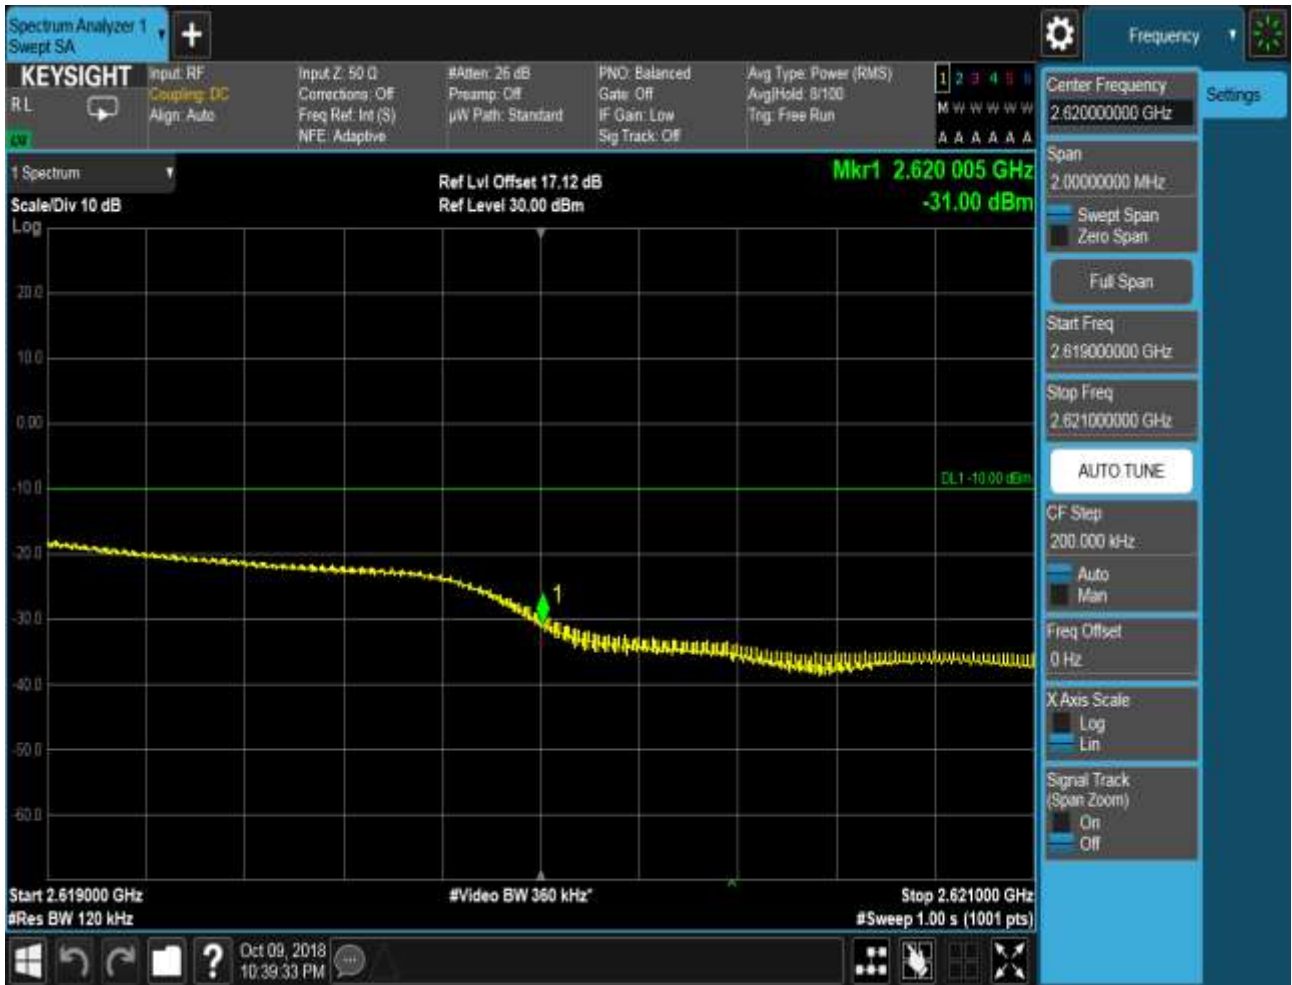 Spectrum Analyzer 1
Swept SA
+
Frequency
KEYSIGHT
RL
Input: RF
Coupling: DC
Align: Auto
Input Z: 50 Ω
Corrections: Off
Freq Ref: Int (S)
NFE: Adaptive
#Atten: 26 dB
Preamp: Off
µW Path: Standard
PNO: Balanced
Gate: Off
IF Gain: Low
Sig Track: Off
Avg Type: Power (RMS)
Avg|Hold: 8/100
Trig: Free Run
1 2 3 4 5 6
M W W W W W
A A A A A A
1 Spectrum
Scale/Div 10 dB
Log
Ref Lvl Offset 17.12 dB
Ref Level 30.00 dBm
Mkr1 2.620 005 GHz
-31.00 dBm
20.0
10.0
0.00
-10.0
-20.0
-30.0
-40.0
-50.0
-60.0
DL1 -10.00 dBm
1
Start 2.619000 GHz
#Res BW 120 kHz
#Video BW 360 kHz*
Stop 2.621000 GHz
#Sweep 1.00 s (1001 pts)
Center Frequency
2.620000000 GHz
Settings
Span
2.00000000 MHz
Swept Span
Zero Span
Full Span
Start Freq
2.619000000 GHz
Stop Freq
2.621000000 GHz
AUTO TUNE
CF Step
200.000 kHz
Auto
Man
Freq Offset
0 Hz
X Axis Scale
Log
Lin
Signal Track
(Span Zoom)
On
Off
?
Oct 09, 2018
10:39:33 PM